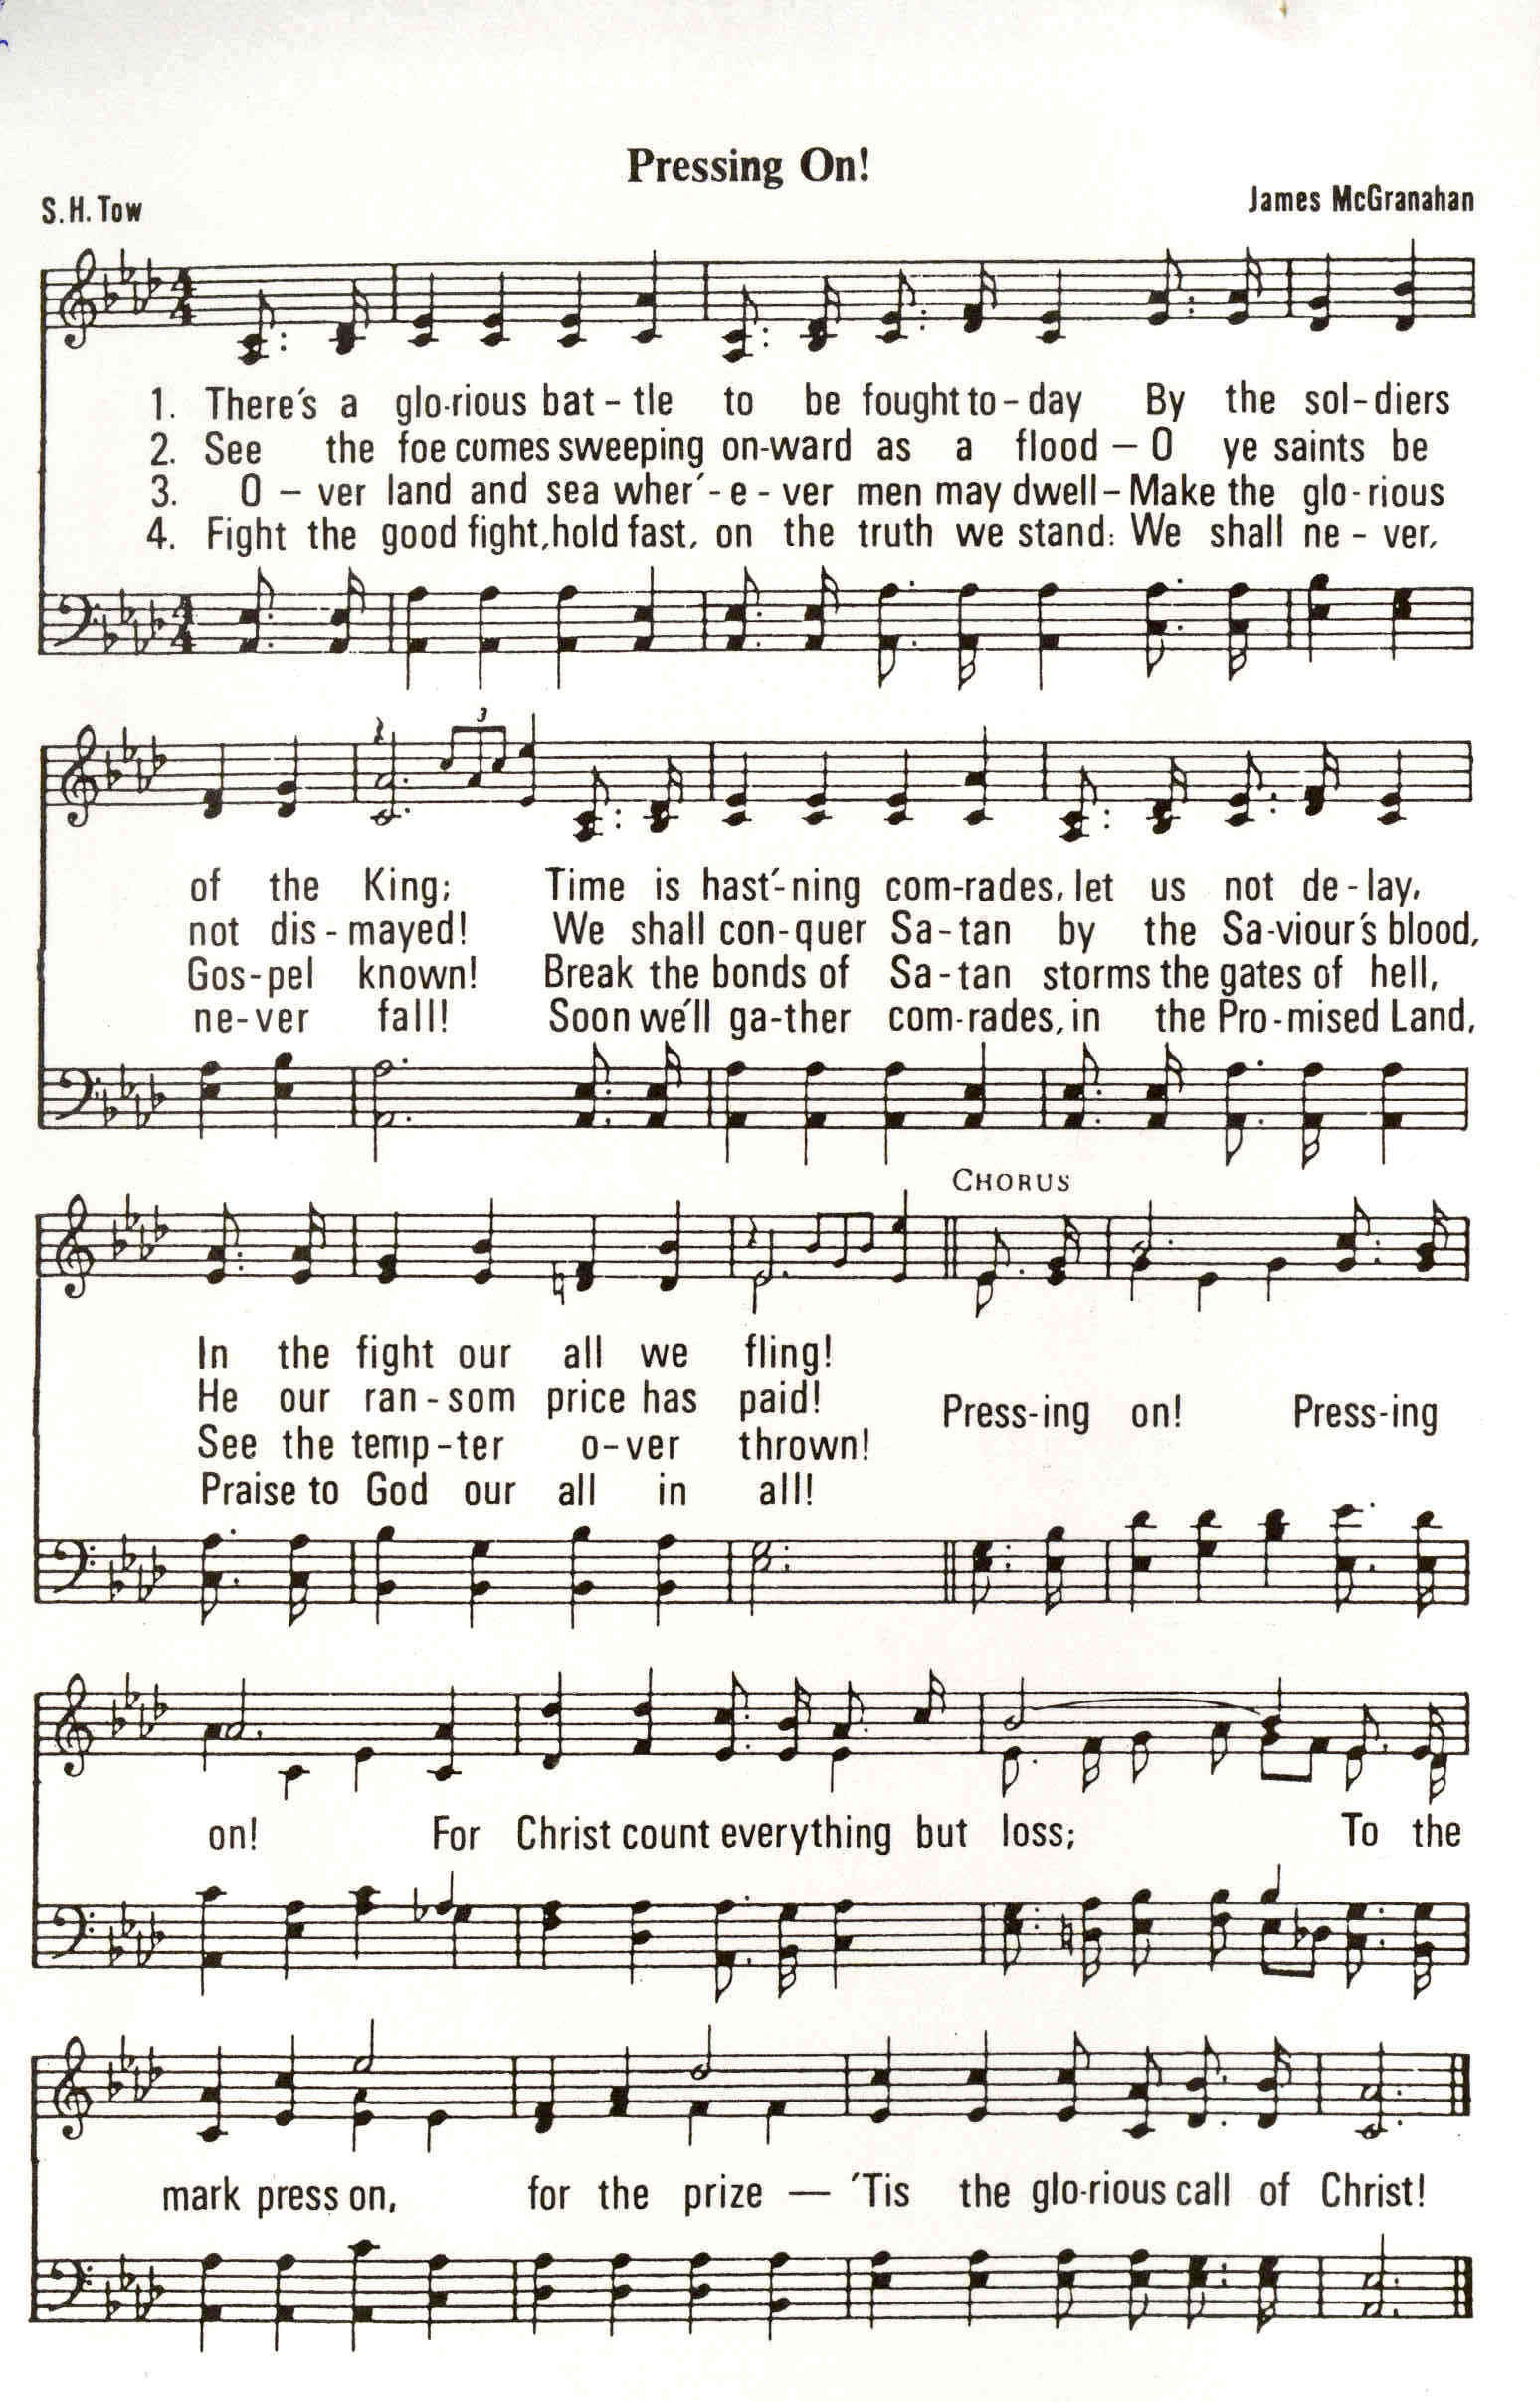 Pressing On!
S.H. Tow
James McGranahan
1. There's a glo-rious bat-tle to be fought to-day By the sol-diers
2. See the foe comes sweeping on-ward as a flood – O ye saints be
3. O – ver land and sea wher'-e-ver men may dwell – Make the glo-rious
4. Fight the good fight, hold fast, on the truth we stand: We shall ne-ver,
3
of the King; Time is hast'-ning com-rades, let us not de-lay,
not dis-mayed! We shall con-quer Sa-tan by the Sa-viour's blood,
Gos-pel known! Break the bonds of Sa-tan storms the gates of hell,
ne-ver fall! Soon we'll ga-ther com-rades, in the Pro-mised Land,
CHORUS
In the fight our all we fling!
He our ran-som price has paid! Press-ing on! Press-ing
See the temp-ter o-ver thrown!
Praise to God our all in all!
on! For Christ count everything but loss; To the
mark press on, for the prize — 'Tis the glo-rious call of Christ!